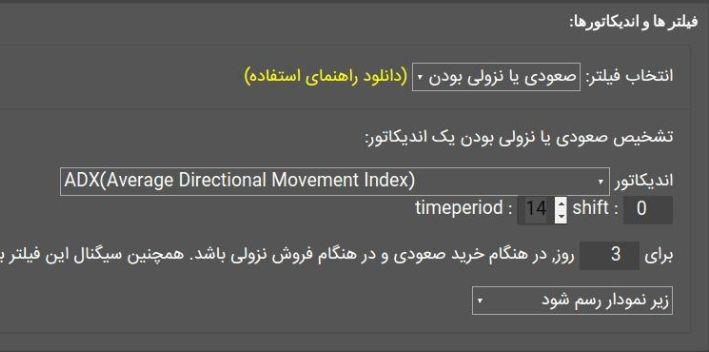 فیلتر ها و اندیکاتورها:
انتخاب فیلتر: صعودی یا نزولی بودن (دانلود راهنمای استفاده)
تشخیص صعودی یا نزولی بودن یک اندیکاتور:
اندیکاتور ADX(Average Directional Movement Index)
timeperiod : 14 shift : 0
برای 3 روز, در هنگام خرید صعودی و در هنگام فروش نزولی باشد. همچنین سیگنال این فیلتر
زیر نمودار رسم شود